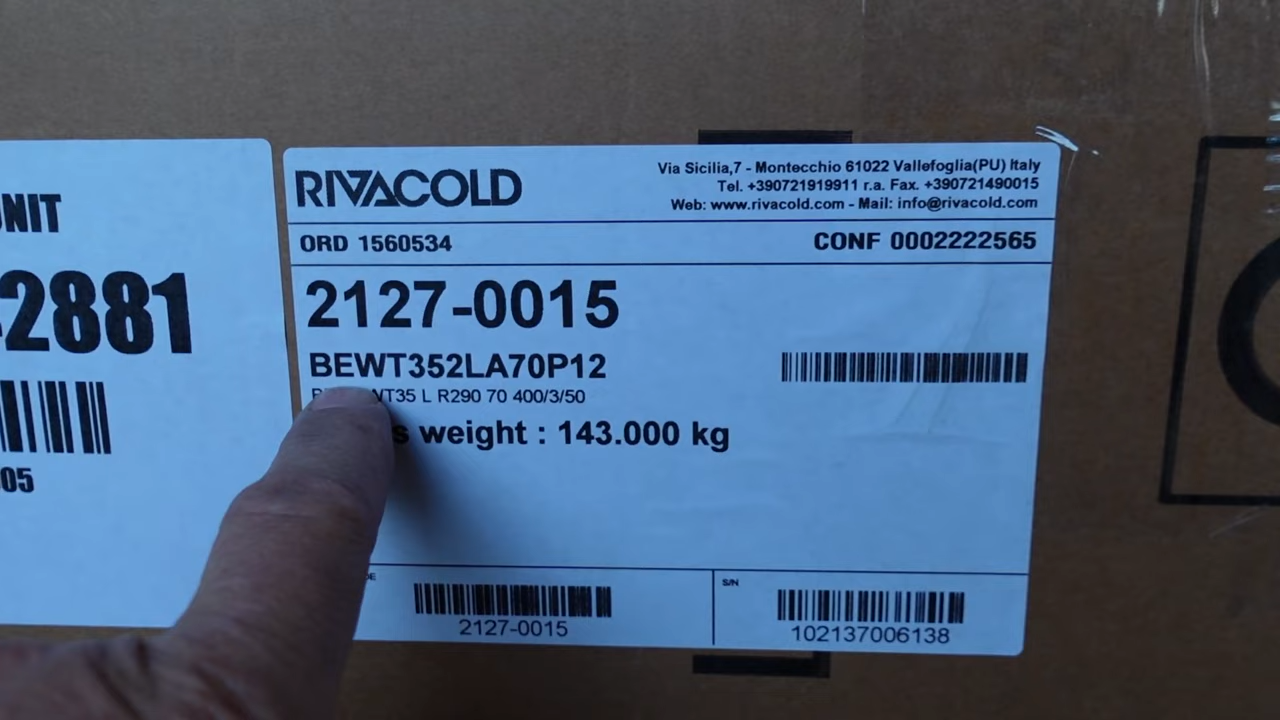 NIT
2881
05
RIVACOLD
Via Sicilia,7 - Montecchio 61022 Vallefoglia(PU) Italy
Tel. +390721919911 r.a. Fax. +390721490015
Web: www.rivacold.com - Mail: info@rivacold.com
ORD 1560534
CONF 0002222565
2127-0015
BEWT352LA70P12
WT35 L R290 70 400/3/50
weight : 143.000 kg
2127-0015
S/N
102137006138